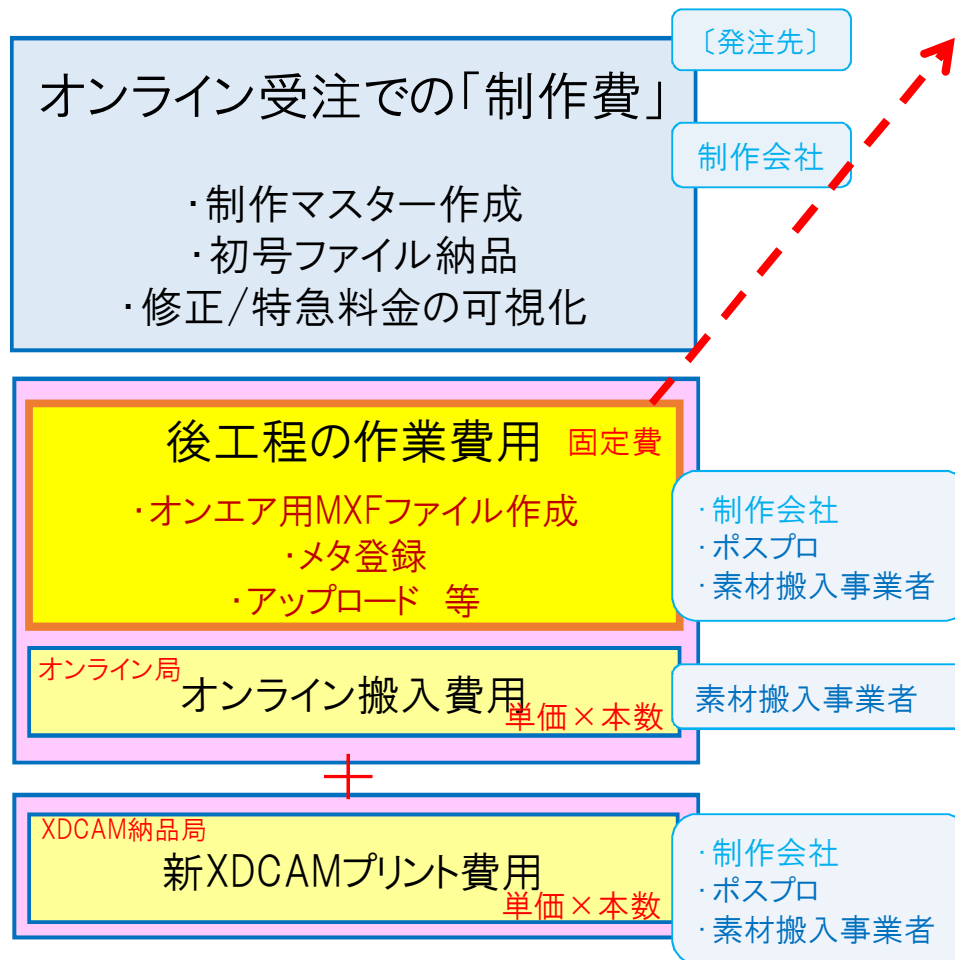 〔発注先〕
オンライン受注での「制作費」
制作会社
・制作マスター作成
・初号ファイル納品
・修正/特急料金の可視化
後工程の作業費用 固定費
・オンエア用MXFファイル作成
・メタ登録
・アップロード 等
・制作会社
・ポスプロ
・素材搬入事業者
オンライン局
オンライン搬入費用
単価×本数
素材搬入事業者
+
XDCAM納品局
新XDCAMプリント費用
単価×本数
・制作会社
・ポスプロ
・素材搬入事業者